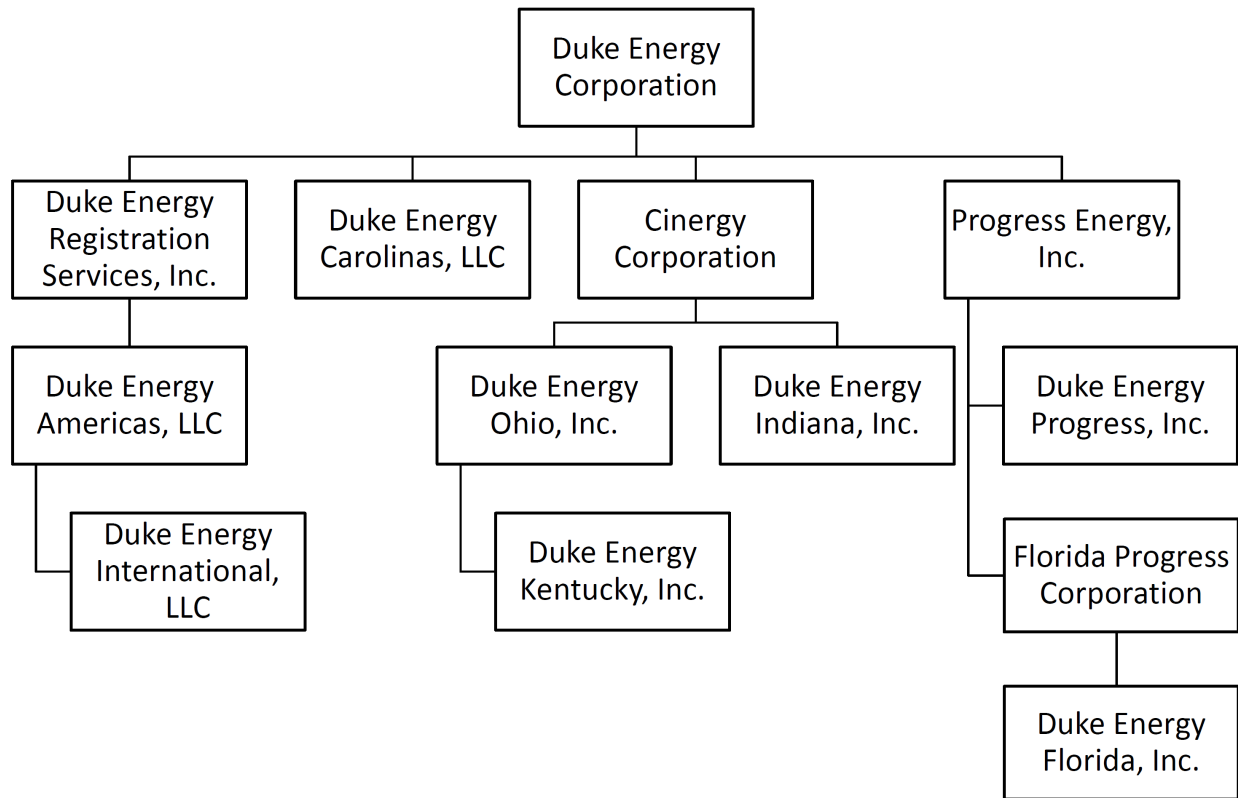 Duke Energy
Corporation
Duke Energy
Registration
Services, Inc.
Duke Energy
Carolinas, LLC
Cinergy
Corporation
Progress Energy,
Inc.
Duke Energy
Americas, LLC
Duke Energy
Ohio, Inc.
Duke Energy
Indiana, Inc.
Duke Energy
Progress, Inc.
Duke Energy
International,
LLC
Duke Energy
Kentucky, Inc.
Florida Progress
Corporation
Duke Energy
Florida, Inc.